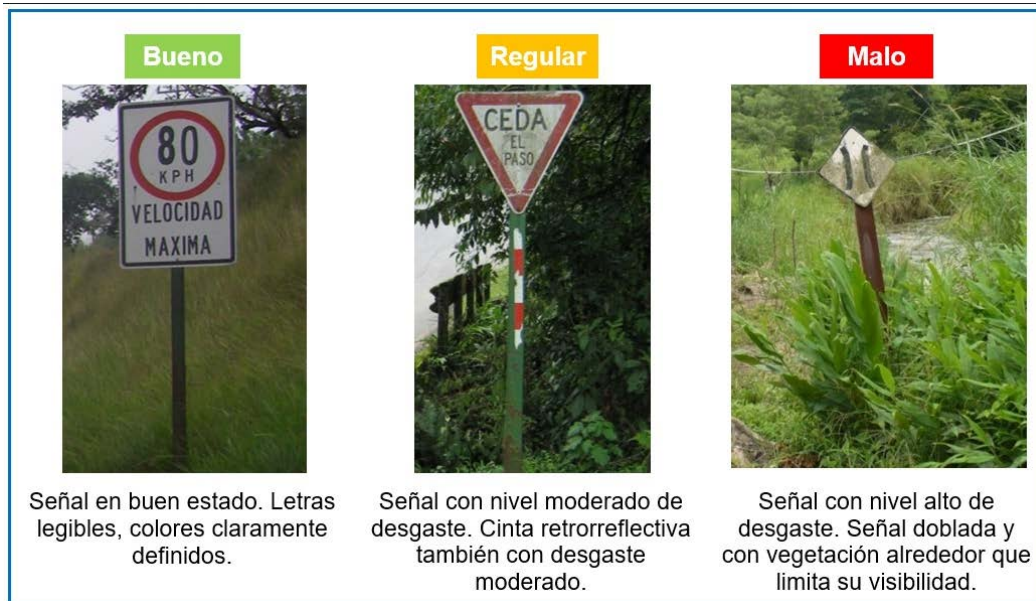 Bueno
80
KPH
VELOCIDAD
MAXIMA
Señal en buen estado. Letras
legibles, colores claramente
definidos.
Regular
CEDA
EL
PASO
Señal con nivel moderado de
desgaste. Cinta retrorreflectiva
también con desgaste
moderado.
Malo
Señal con nivel alto de
desgaste. Señal doblada y
con vegetación alrededor que
limita su visibilidad.